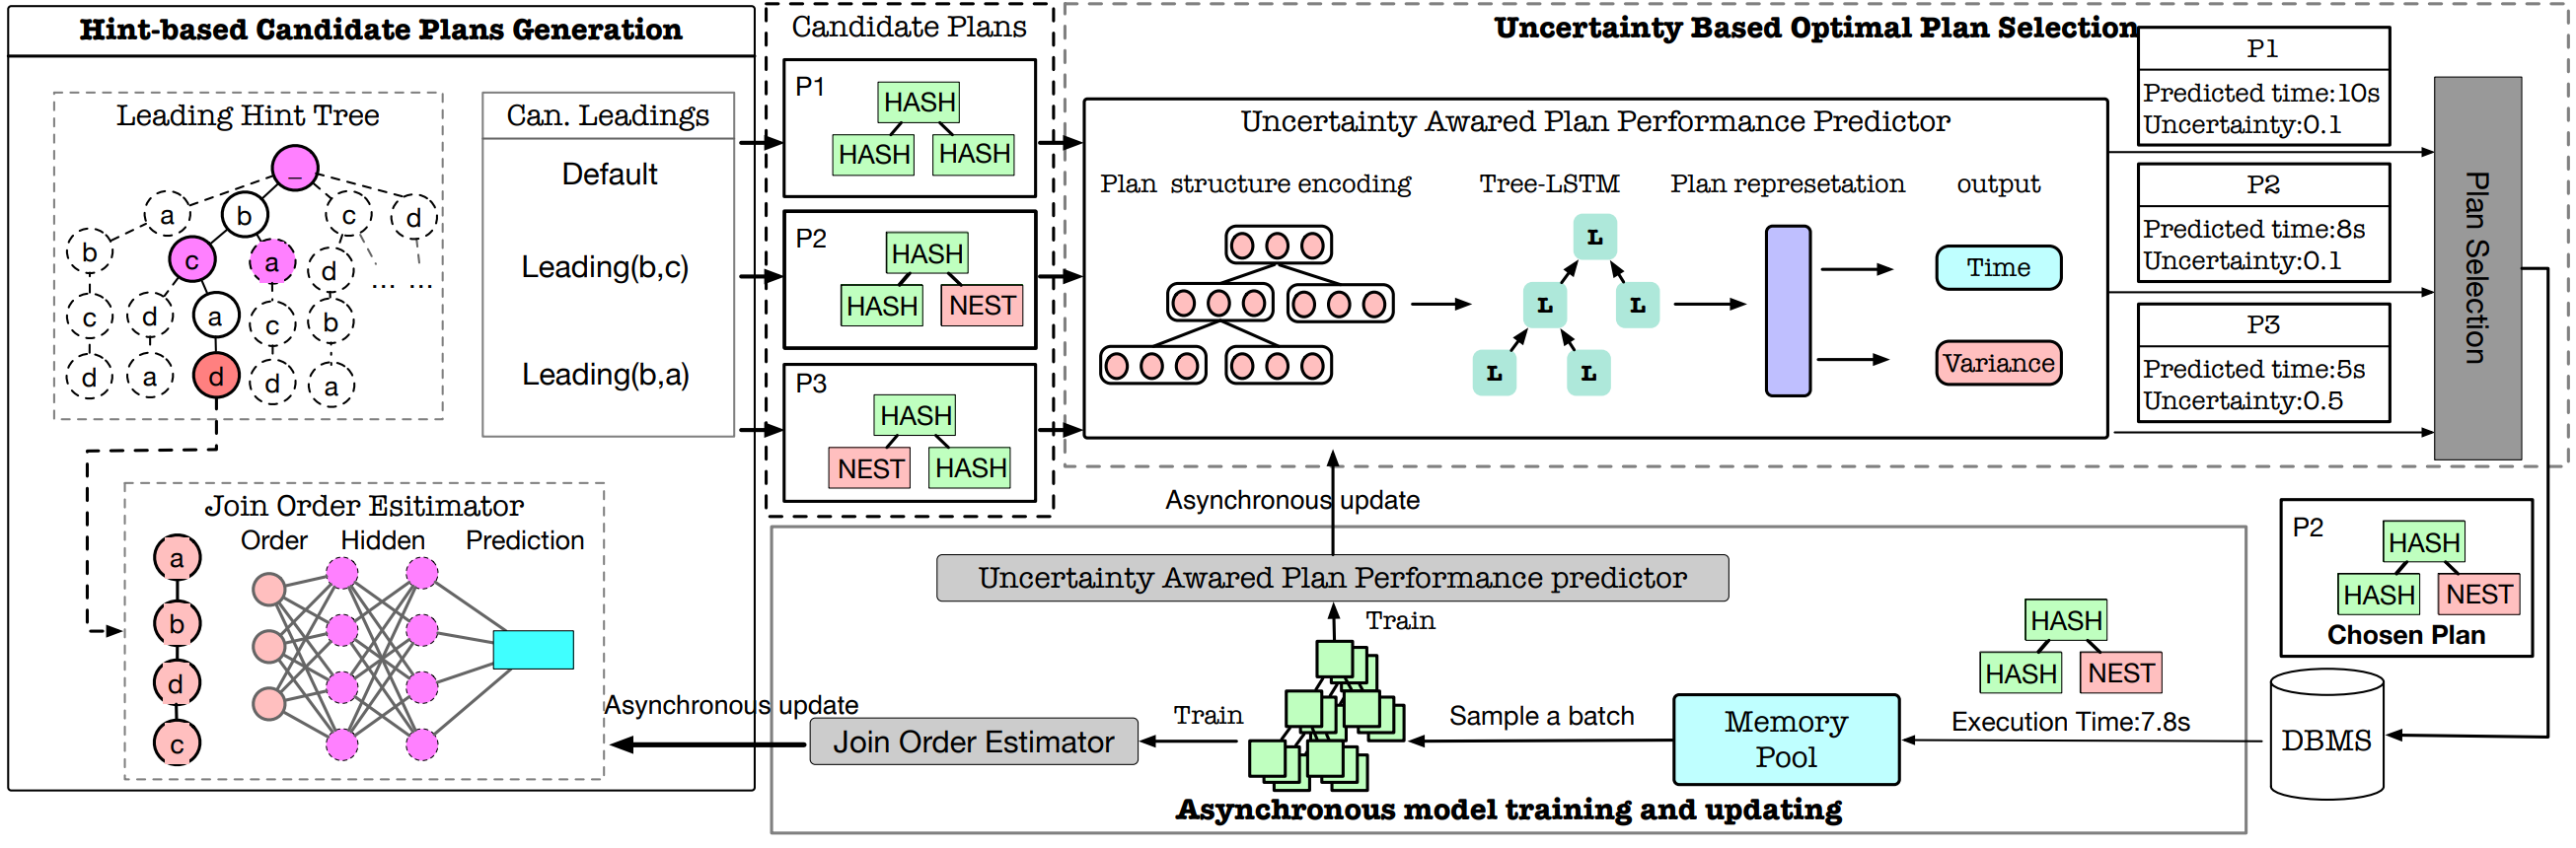 Hint-based Candidate Plans Generation
Leading Hint Tree
_
a
b
c
d
b
c
a
d
... ...
c
d
a
c
b
d
a
d
d
a
Can. Leadings
Default
Leading(b,c)
Leading(b,a)
Join Order Esitimator
Order
Hidden
Prediction
a
b
d
c
Candidate Plans
P1
HASH
HASH
HASH
P2
HASH
HASH
NEST
P3
HASH
NEST
HASH
Uncertainty Based Optimal Plan Selection
Uncertainty Awared Plan Performance Predictor
Plan structure encoding
Tree-LSTM
Plan represetation
output
L
L
L
L
L
Time
Variance
P1
Predicted time:10s
Uncertainty:0.1
P2
Predicted time:8s
Uncertainty:0.1
P3
Predicted time:5s
Uncertainty:0.5
Plan Selection
P2
HASH
HASH
NEST
Chosen Plan
DBMS
HASH
HASH
NEST
Execution Time:7.8s
Memory
Pool
Sample a batch
Train
Uncertainty Awared Plan Performance predictor
Asynchronous update
Train
Join Order Estimator
Asynchronous update
Asynchronous model training and updating